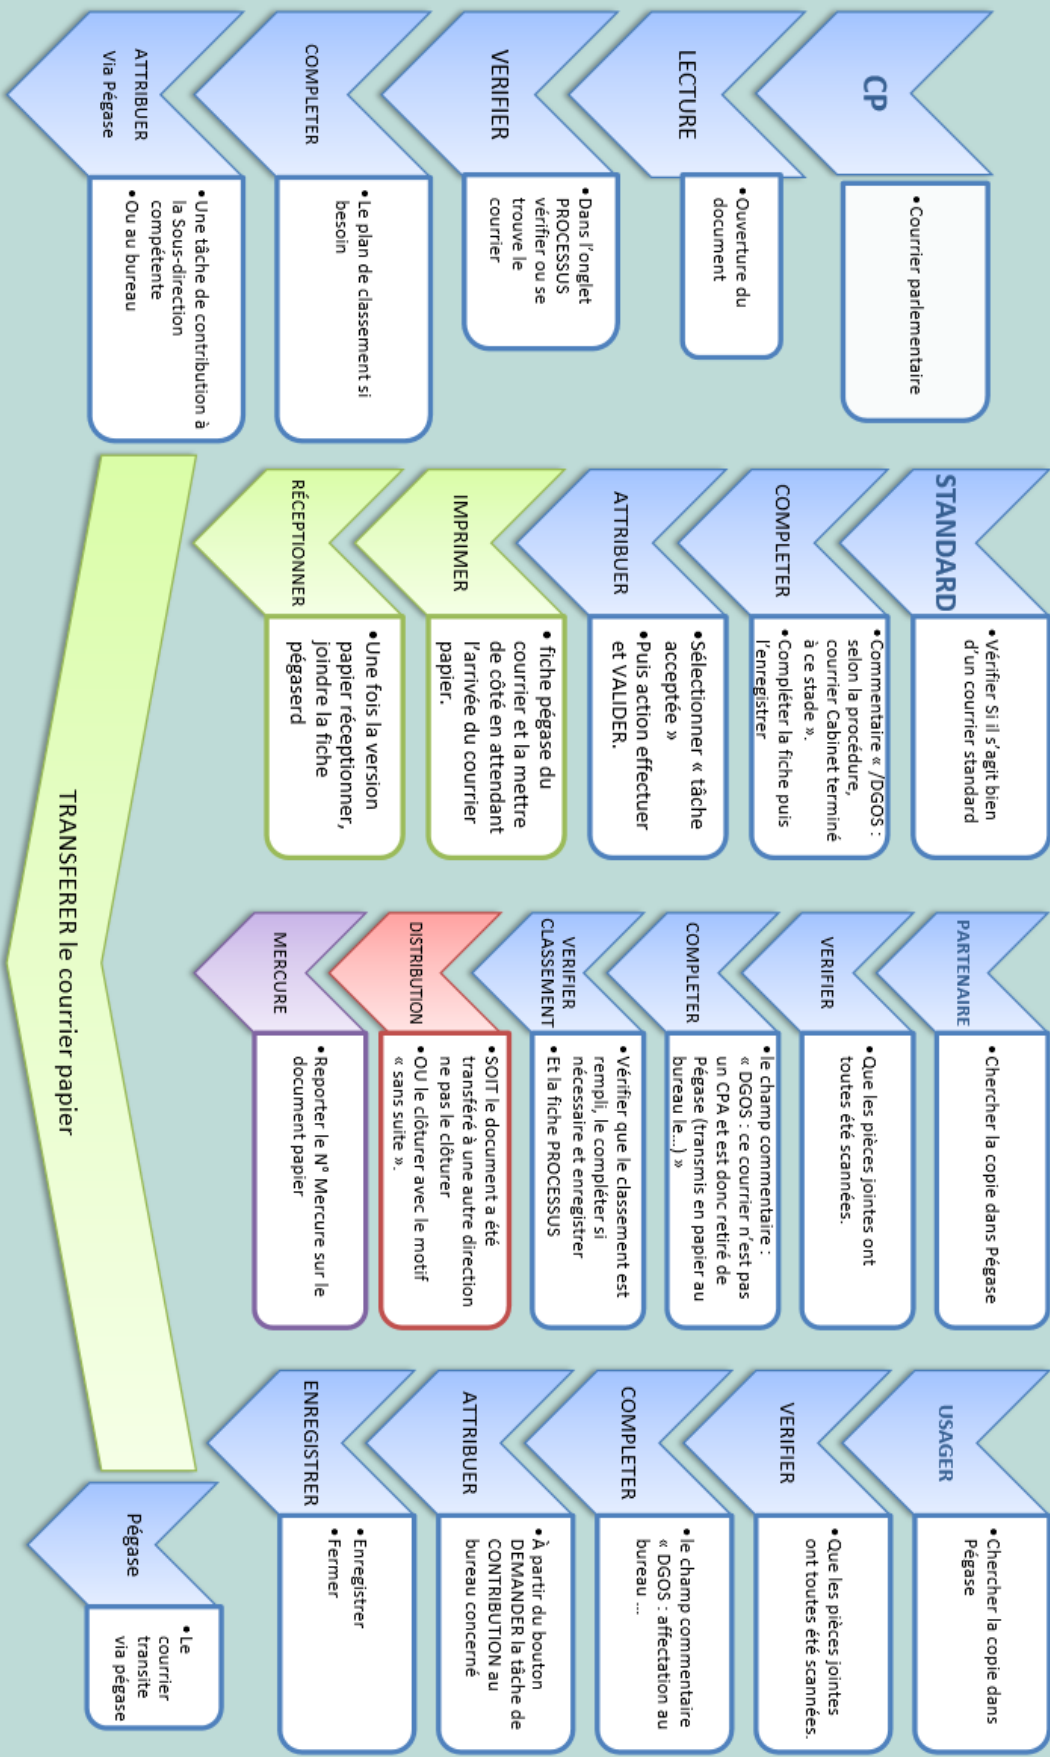 CP
• Courrier parlementaire
LECTURE
• Ouverture du
document
VERIFIER
• Dans l'onglet
PROCESSUS
vérifier ou se
trouve le
courrier
COMPLETER
• Le plan de classement si
besoin
ATTRIBUER
Via Pégase
• Une tâche de contribution à
la Sous-direction
compétente
• Ou au bureau
STANDARD
• Vérifier Si il s'agit bien
d'un courrier standard
COMPLETER
• Commentaire « /DGOS :
selon la procédure,
courrier Cabinet terminé
à ce stade ».
• Compléter la fiche puis
l'enregistrer
ATTRIBUER
• Sélectionner « tâche
acceptée »
• Puis action effectuer
et VALIDER.
IMPRIMER
• fiche pégase du
courrier et la mettre
de côté en attendant
l'arrivée du courrier
papier.
RÉCEPTIONNER
• Une fois la version
papier réceptionner,
joindre la fiche
pégaserd
PARTENAIRE
• Chercher la copie dans Pégase
VERIFIER
• Que les pièces jointes ont
toutes été scannées.
COMPLETER
• le champ commentaire :
« DGOS : ce courrier n'est pas
un CPA et est donc retiré de
Pégase (transmis en papier au
bureau le...) »
VERIFIER
CLASSEMENT
• Vérifier que le classement est
rempli, le compléter si
nécessaire et enregistrer
• Et la fiche PROCESSUS
DISTRIBUTION
• SOIT le document a été
transféré à une autre direction
ne pas le clôturer
• OU le clôturer avec le motif
« sans suite ».
MERCURE
• Reporter le N° Mercure sur le
document papier
USAGER
• Chercher la copie dans
Pégase
VERIFIER
• Que les pièces jointes
ont toutes été scannées.
COMPLETER
• le champ commentaire
« DGOS : affectation au
bureau ...
ATTRIBUER
• À partir du bouton
DEMANDER la tâche de
CONTRIBUTION au
bureau concerné
ENREGISTRER
• Enregistrer
• Fermer
TRANSFERER le courrier papier
Pégase
• Le
courrier
transite
via pégase